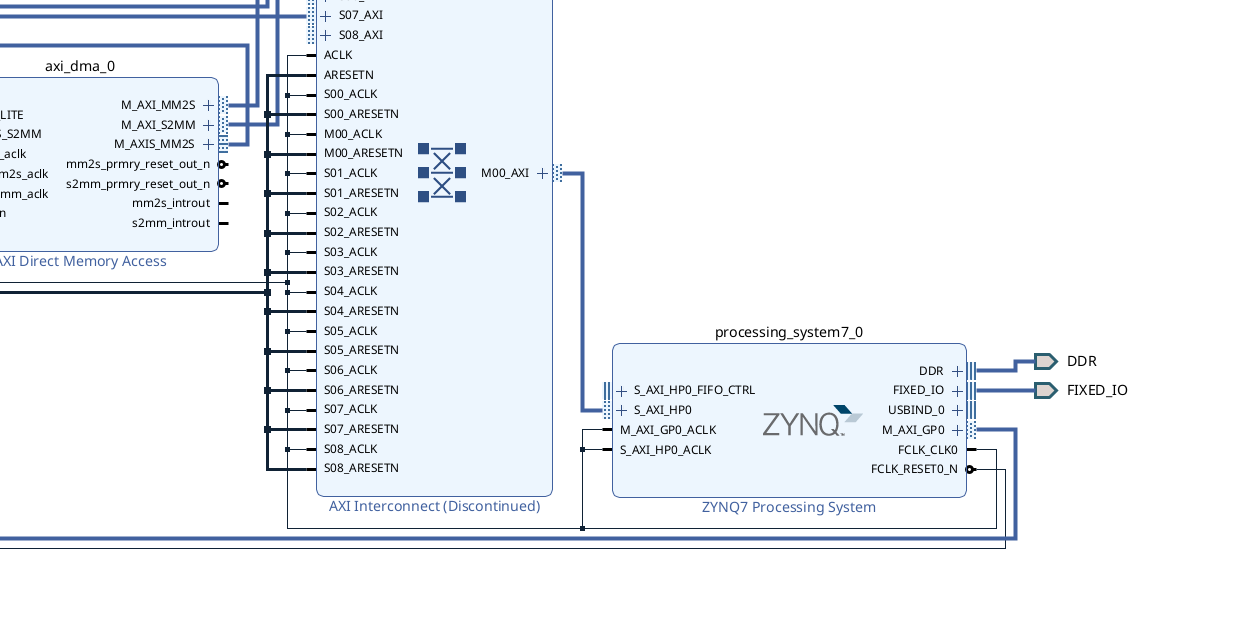 S07_AXI
S08_AXI
ACLK
ARESETN
S00_ACLK
S00_ARESETN
M00_ACLK
M00_ARESETN
S01_ACLK
S01_ARESETN
S02_ACLK
S02_ARESETN
S03_ACLK
S03_ARESETN
S04_ACLK
S04_ARESETN
S05_ACLK
S05_ARESETN
S06_ACLK
S06_ARESETN
S07_ACLK
S07_ARESETN
S08_ACLK
S08_ARESETN
M00_AXI
AXI Interconnect (Discontinued)
axi_dma_0
LITE
S_S2MM
_aclk
m2s_aclk
mm_aclk
n
M_AXI_MM2S
M_AXI_S2MM
M_AXIS_MM2S
mm2s_prmry_reset_out_n
s2mm_prmry_reset_out_n
mm2s_introut
s2mm_introut
AXI Direct Memory Access
processing_system7_0
S_AXI_HP0_FIFO_CTRL
S_AXI_HP0
M_AXI_GP0_ACLK
S_AXI_HP0_ACLK
ZYNQ
DDR
FIXED_IO
USBIND_0
M_AXI_GP0
FCLK_CLK0
FCLK_RESET0_N
ZYNQ7 Processing System
DDR
FIXED_IO